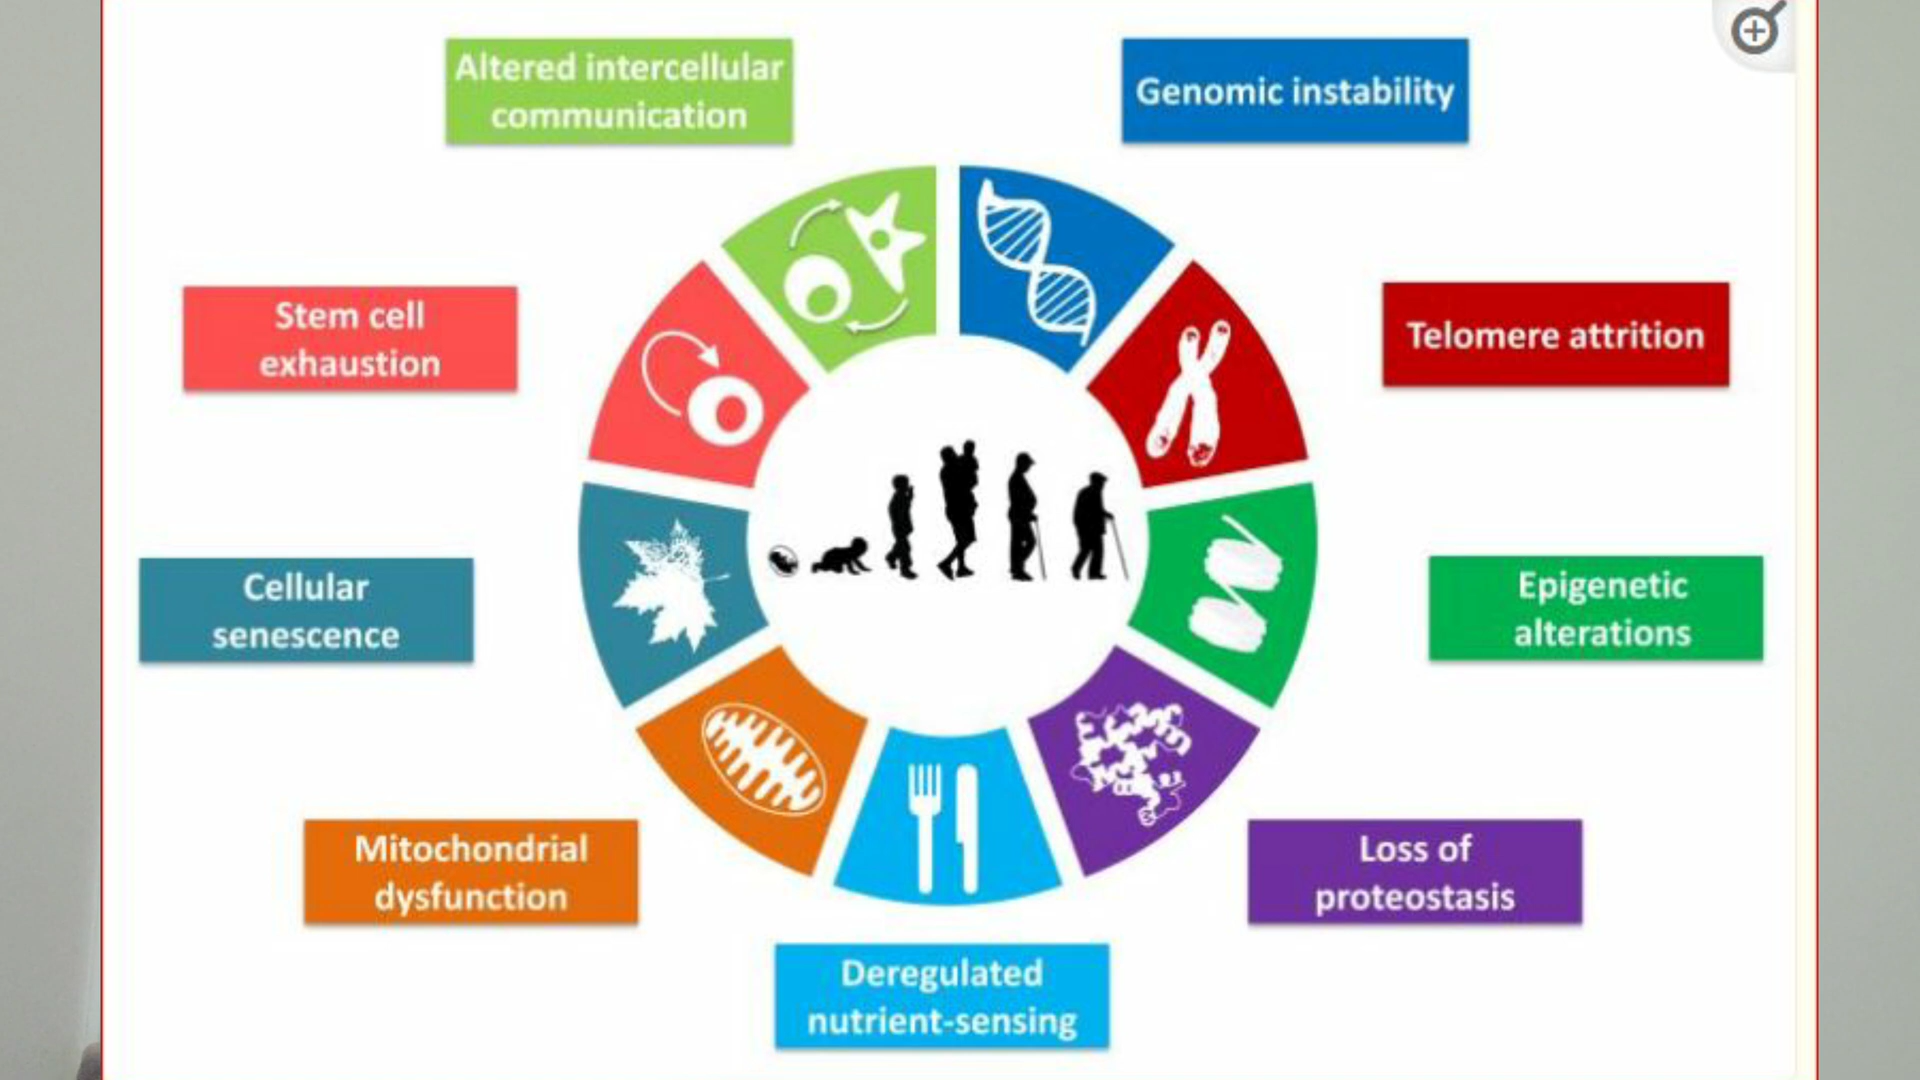 Altered intercellular
communication
Genomic instability
Stem cell
exhaustion
Telomere attrition
Cellular
senescence
Epigenetic
alterations
Mitochondrial
dysfunction
Loss of
proteostasis
Deregulated
nutrient-sensing